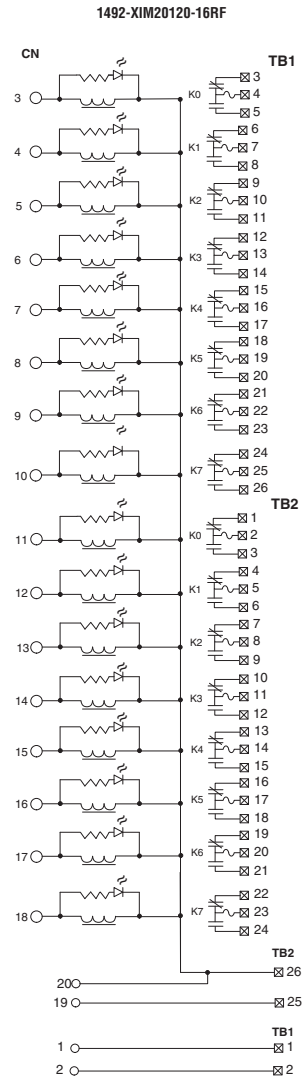 1492-XIM20120-16RF
CN TB1
3 K0 3
4
5
4 K1 6
7
8
5 K2 9
10
11
6 K3 12
13
14
7 K4 15
16
17
8 K5 18
19
20
9 K6 21
22
23
10 K7 24
25
26
TB2
11 K0 1
2
3
12 K1 4
5
6
13 K2 7
8
9
14 K3 10
11
12
15 K4 13
14
15
16 K5 16
17
18
17 K6 19
20
21
18 K7 22
23
24
TB2
26
20
19 25
TB1
1 1
2 2